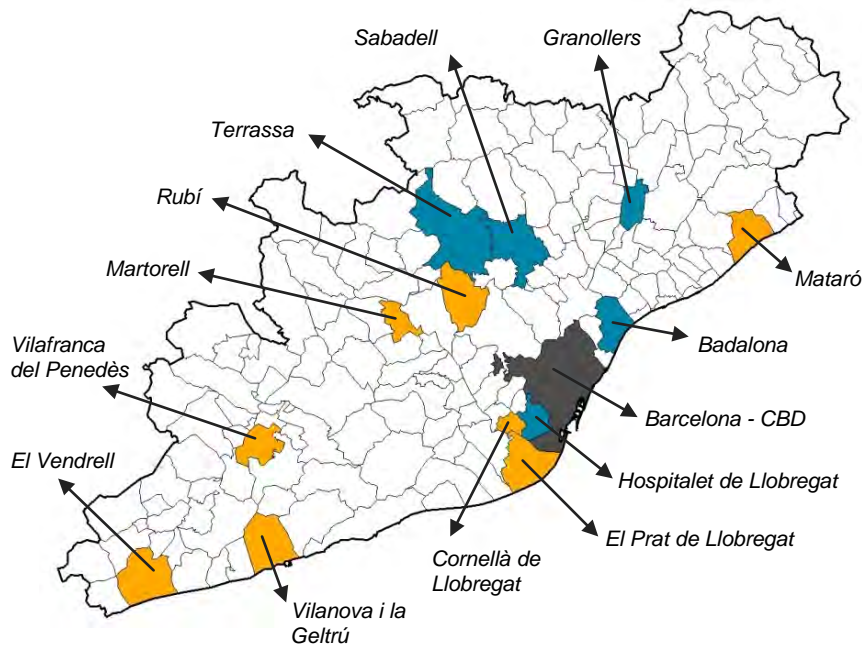 Sabadell
Granollers
Terrassa
Rubí
Martorell
Mataró
Vilafranca
del Penedès
Badalona
Barcelona - CBD
El Vendrell
Hospitalet de Llobregat
El Prat de Llobregat
Cornellà de
Llobregat
Vilanova i la
Geltrú